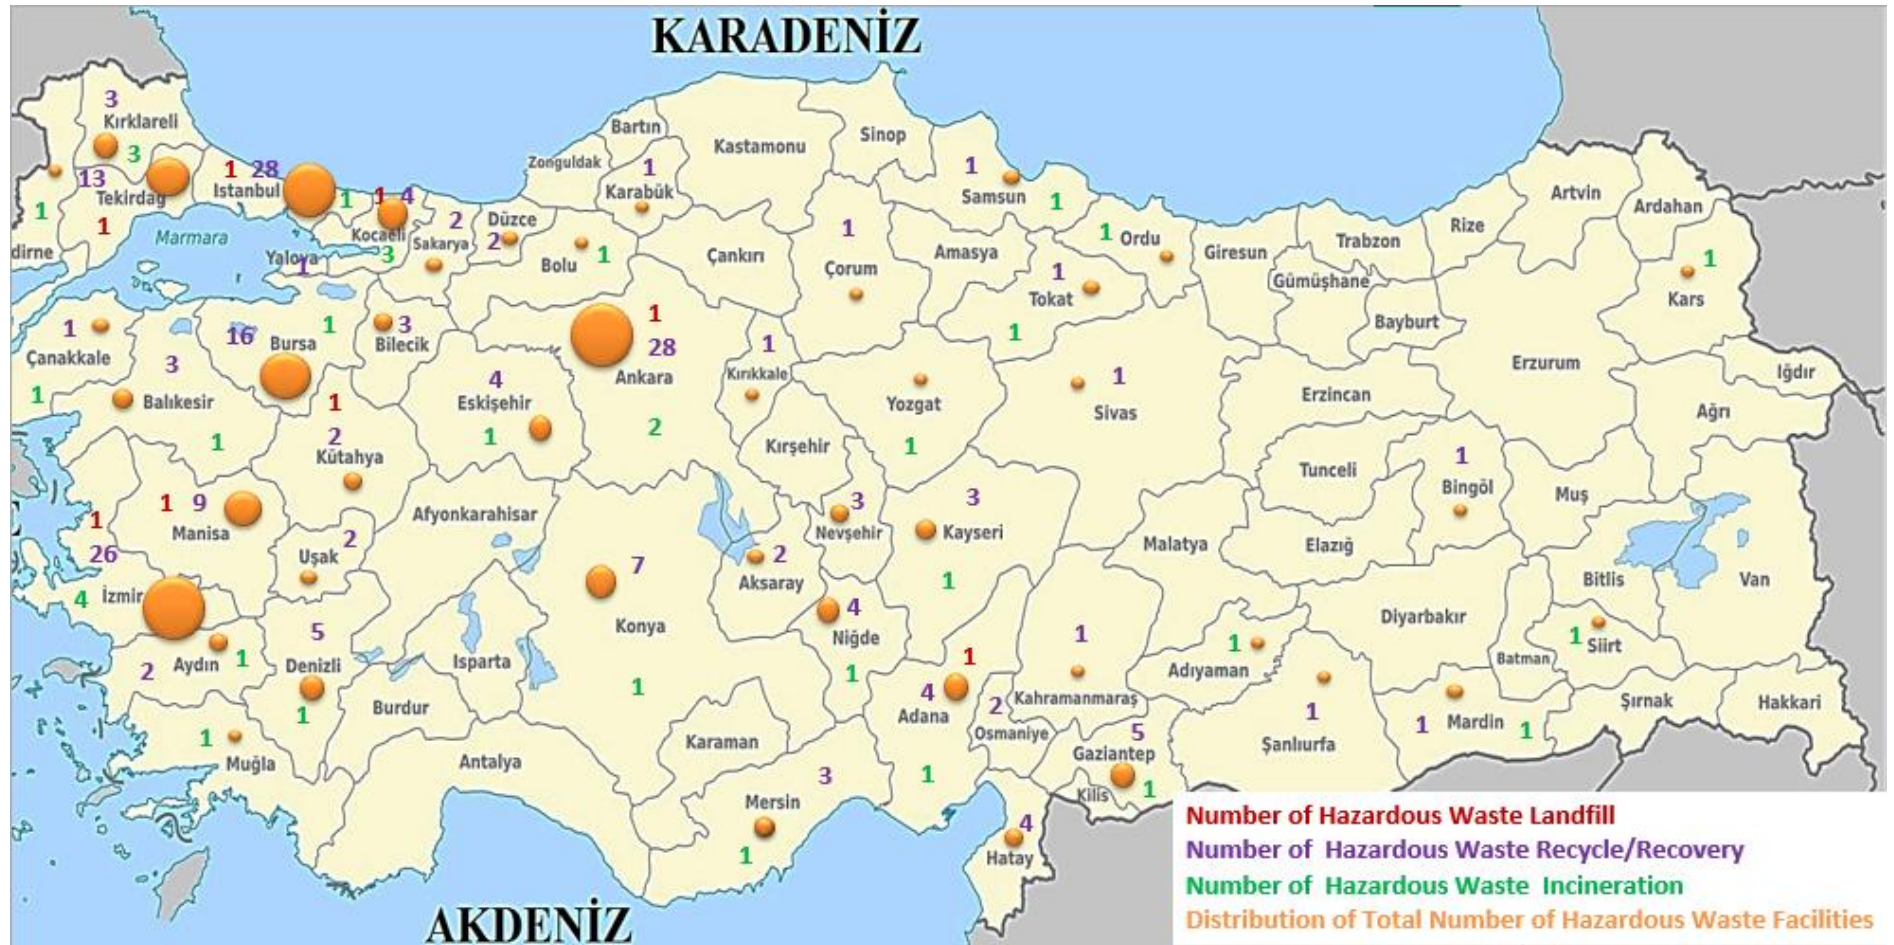 KARADENİZ
3
Kırklareli
3
13
Tekirdağ
1
1
dirne
1 28
Istanbul
1
1 4
Kocaeli
3
Marmara
Yalova
1
2
Sakarya
Düzce
2
Bolu 1
Zonguldak
Bartın
1
Karabük
Kastamonu
Sinop
1
Samsun 1
Çankırı
1
Çorum
Amasya
1
Tokat
1
1 Ordu
Giresun
Trabzon
Gümüşhane
Rize
Artvin
Ardahan
1
Kars
Bayburt
1
Çanakkale
1
3
Balıkesir
1
16 Bursa 1
3
Bilecik
4
Eskişehir
1
1
28
Ankara
2
1
Kırıkkale
Yozgat
1
1
Sivas
Erzincan
Erzurum
Iğdır
Ağrı
1
2
Kütahya
Kırşehir
Tunceli
1
Bingöl
Muş
1 9
Manisa
1
26
4 İzmir
2
Uşak
Afyonkarahisar
7
Konya
1
2
Aksaray
3
Nevşehir
3
Kayseri
1
Malatya
Elazığ
Bitlis
Van
4
Niğde
1
Diyarbakır
Batman
1 Siirt
2 Aydın 1
5
Denizli
1
Isparta
Burdur
1
Muğla
Antalya
Karaman
3
Mersin
1
1
4
Adana
1
2
Osmaniye
1
Kahramanmaraş
1
Adıyaman
5
Gaziantep
Kilis 1
1
Şanlıurfa
1 Mardin 1
Şırnak
Hakkari
4
Hatay
AKDENİZ
E
Number of Hazardous Waste Landfill
Number of Hazardous Waste Recycle/Recovery
Number of Hazardous Waste Incineration
Distribution of Total Number of Hazardous Waste Facilities